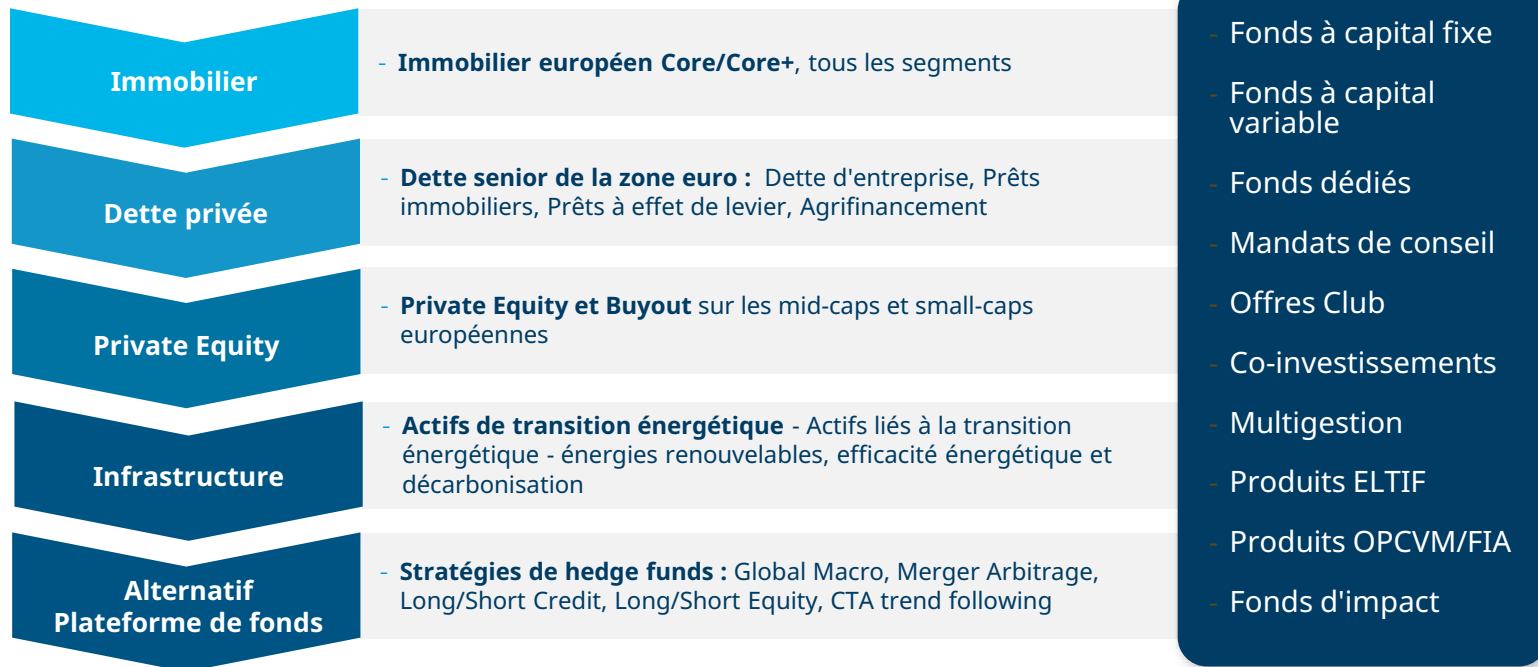 Immobilier
- Immobilier européen Core/Core+, tous les segments
Dette privée
- Dette senior de la zone euro : Dette d'entreprise, Prêts
immobiliers, Prêts à effet de levier, Agrifinancement
Private Equity
- Private Equity et Buyout sur les mid-caps et small-caps
européennes
Infrastructure
- Actifs de transition énergétique - Actifs liés à la transition
énergétique - énergies renouvelables, efficacité énergétique et
décarbonisation
Alternatif
Plateforme de fonds
- Stratégies de hedge funds : Global Macro, Merger Arbitrage,
Long/Short Credit, Long/Short Equity, CTA trend following
- Fonds à capital fixe
- Fonds à capital
variable
- Fonds dédiés
- Mandats de conseil
- Offres Club
- Co-investissements
- Multigestion
- Produits ELTIF
- Produits OPCVM/FIA
- Fonds d'impact